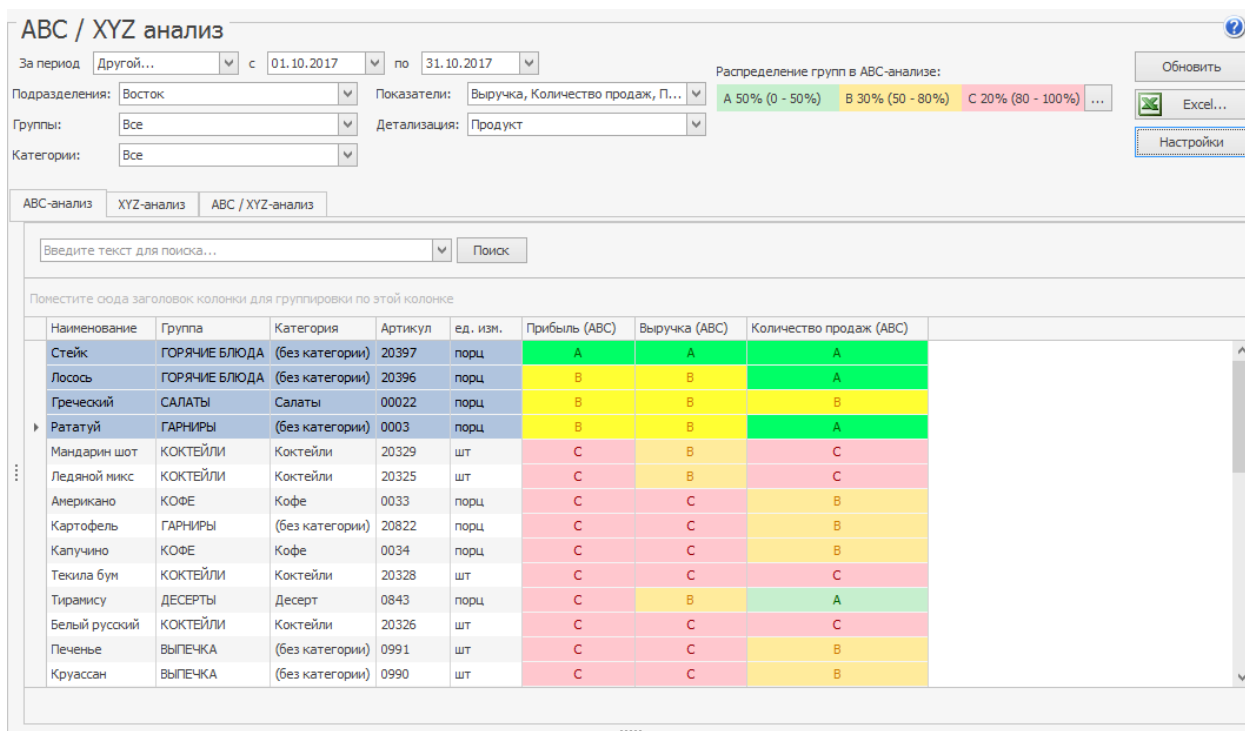 ABC / XYZ анализ
За период Другой... с 01.10.2017 по 31.10.2017
Подразделения: Восток Показатели: Выручка, Количество продаж, П...
Группы: Все Детализация: Продукт
Категории: Все
Распределение групп в ABC-анализе:
A 50% (0 - 50%) B 30% (50 - 80%) C 20% (80 - 100%) ...
Обновить
Excel...
Настройки
ABC-анализ XYZ-анализ ABC / XYZ-анализ
Введите текст для поиска... Поиск
Поместите сюда заголовок колонки для группировки по этой колонке
Наименование Группа Категория Артикул ед. изм. Прибыль (ABC) Выручка (ABC) Количество продаж (ABC)
Стейк ГОРЯЧИЕ БЛЮДА (без категории) 20397 порц A A A
Лосось ГОРЯЧИЕ БЛЮДА (без категории) 20396 порц B B A
Греческий САЛАТЫ Салаты 00022 порц B B B
Рататуй ГАРНИРЫ (без категории) 0003 порц B B A
Мандарин шот КОКТЕЙЛИ Коктейли 20329 шт C B C
Ледяной микс КОКТЕЙЛИ Коктейли 20325 шт C B C
Американо КОФЕ Кофе 0033 порц C C B
Картофель ГАРНИРЫ (без категории) 20822 порц C C B
Капучино КОФЕ Кофе 0034 порц C C B
Текила бум КОКТЕЙЛИ Коктейли 20328 шт C C C
Тирамису ДЕСЕРТЫ Десерт 0843 порц C B A
Белый русский КОКТЕЙЛИ Коктейли 20326 шт C C C
Печенье ВЫПЕЧКА (без категории) 0991 шт C C B
Круассан ВЫПЕЧКА (без категории) 0990 шт C C B